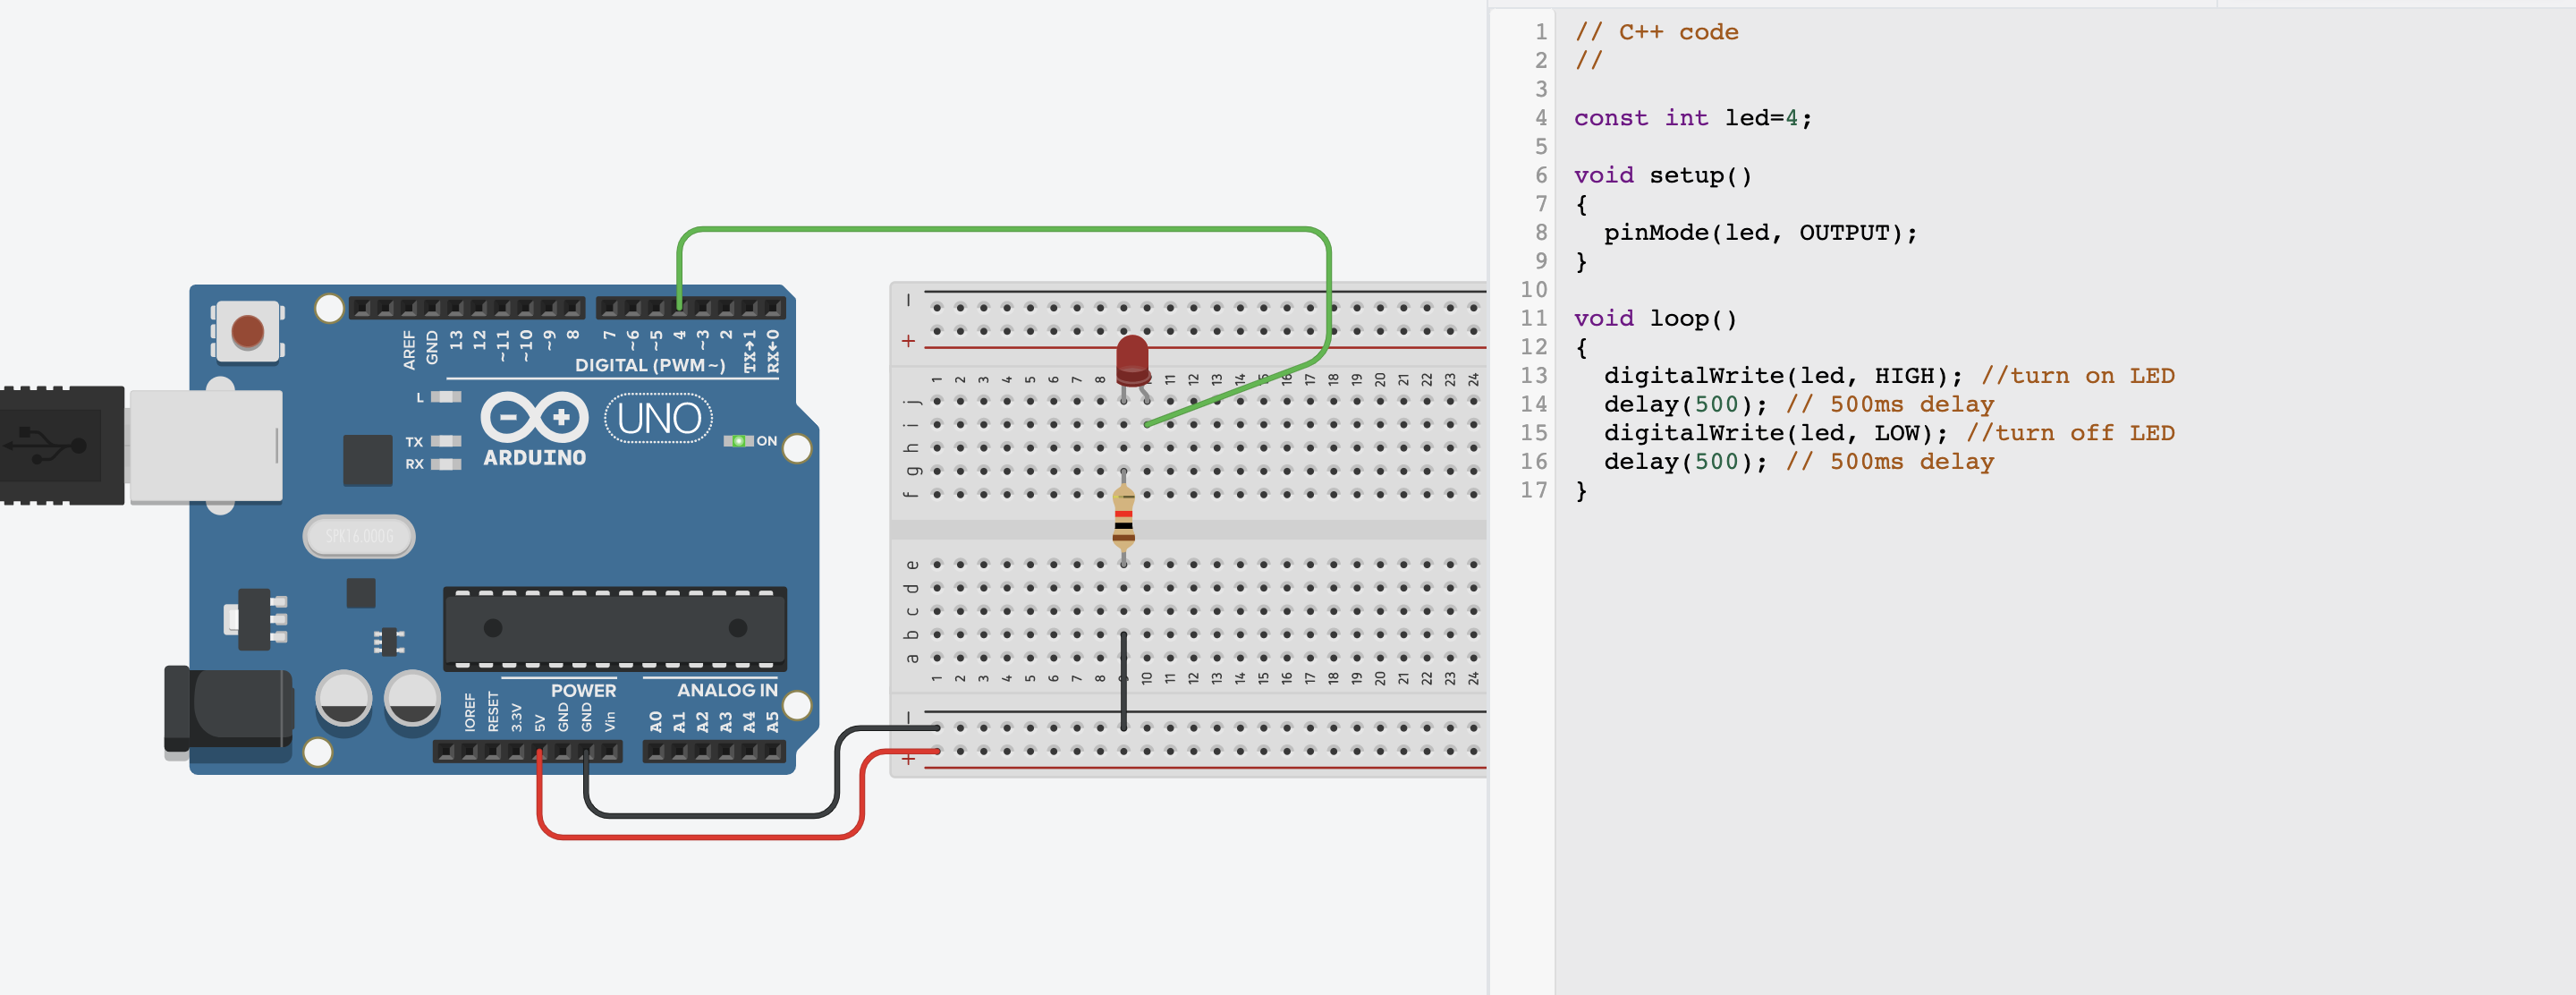 1 // C++ code
2 //
3
4 const int led=4;
5
6 void setup()
7 {
8   pinMode(led, OUTPUT);
9 }
10
11 void loop()
12 {
13   digitalWrite(led, HIGH); //turn on LED
14   delay(500); // 500ms delay
15   digitalWrite(led, LOW); //turn off LED
16   delay(500); // 500ms delay
17 }
AREF GND 13 12 ~11 ~10 ~9 8 7 ~6 ~5 4 ~3 2 TX→1 RX←0
DIGITAL (PWM~)
L
TX
RX
UNO
ON
ARDUINO
SPK16.000G
POWER
ANALOG IN
IOREF RESET 3.3V 5V GND GND Vin A0 A1 A2 A3 A4 A5
−
+
1 2 3 4 5 6 7 8 10 11 12 13 14 15 16 17 18 19 20 21 22 23 24
j
i
h
g
f
e
d
c
b
a
1 2 3 4 5 6 7 8 9 10 11 12 13 14 15 16 17 18 19 20 21 22 23 24
−
+